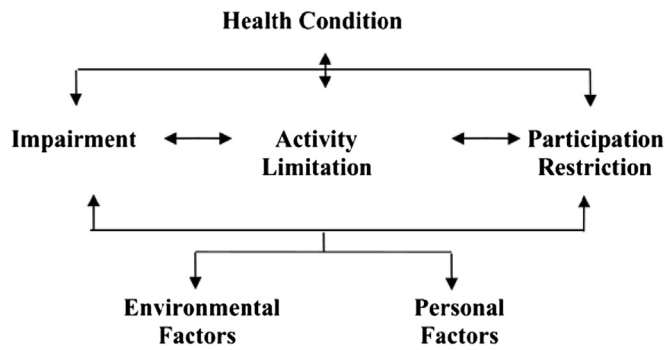 Health Condition
Impairment
Activity
Limitation
Participation
Restriction
Environmental
Factors
Personal
Factors